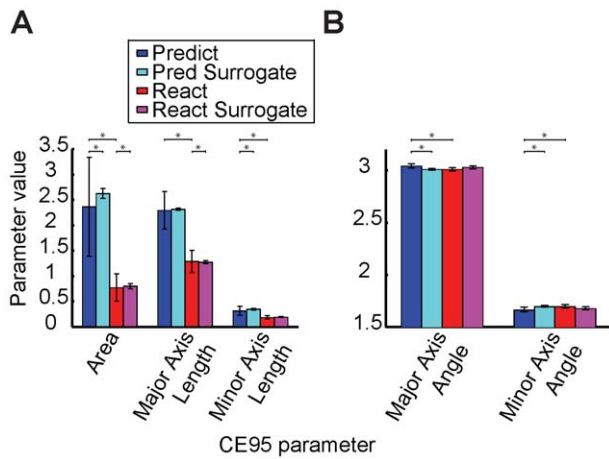 A
B
Predict
Pred Surrogate
React
React Surrogate
* * *
* * * *
* *
* *
Parameter value
3.5
3
2.5
2
1.5
1
0.5
0
Area
Major Axis
Length
Minor Axis
Length
3
2.5
2
1.5
Major Axis
Angle
Minor Axis
Angle
CE95 parameter